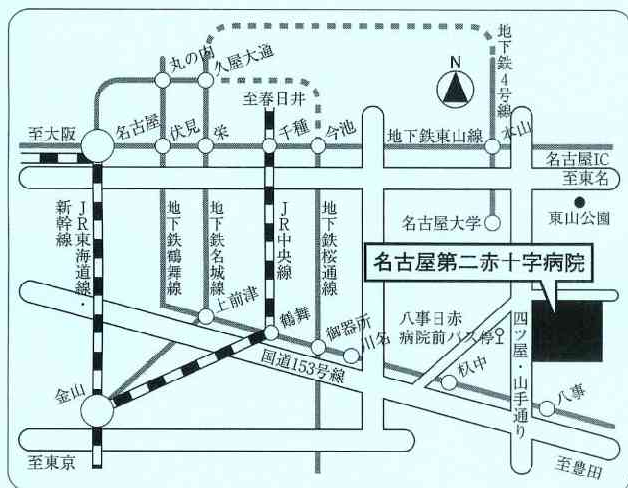 地下鉄4号線
丸の内
久屋大通
N
至春日井
至大阪
名古屋
伏見
栄
千種
今池
地下鉄東山線
本山
名古屋IC
至東名
東山公園
名古屋大学
JR東海道線・
新幹線
地下鉄鶴舞線
地下鉄名城線
JR中央線
地下鉄桜通線
名古屋第二赤十字病院
上前津
鶴舞
御器所
川名
八事日赤
病院前バス停
四ツ屋・山手通り
国道153号線
杁中
八事
金山
至東京
至豊田